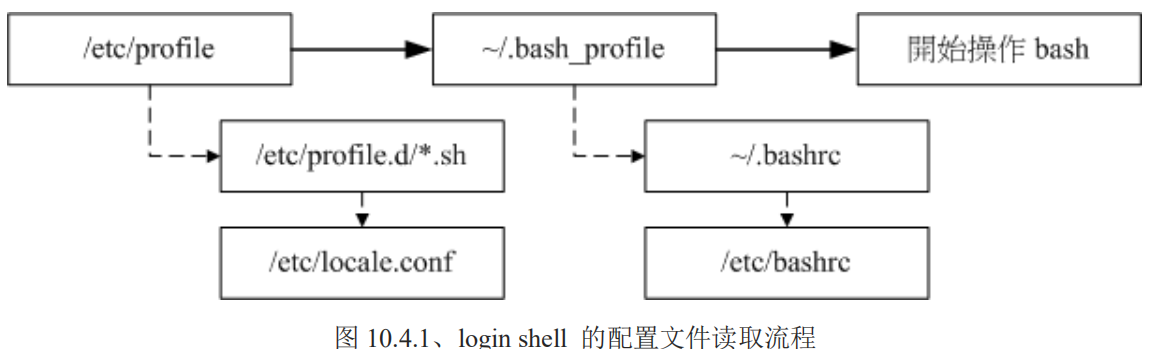 /etc/profile
~/.bash_profile
開始操作 bash
/etc/profile.d/*.sh
~/.bashrc
/etc/locale.conf
/etc/bashrc
图 10.4.1、login shell 的配置文件读取流程